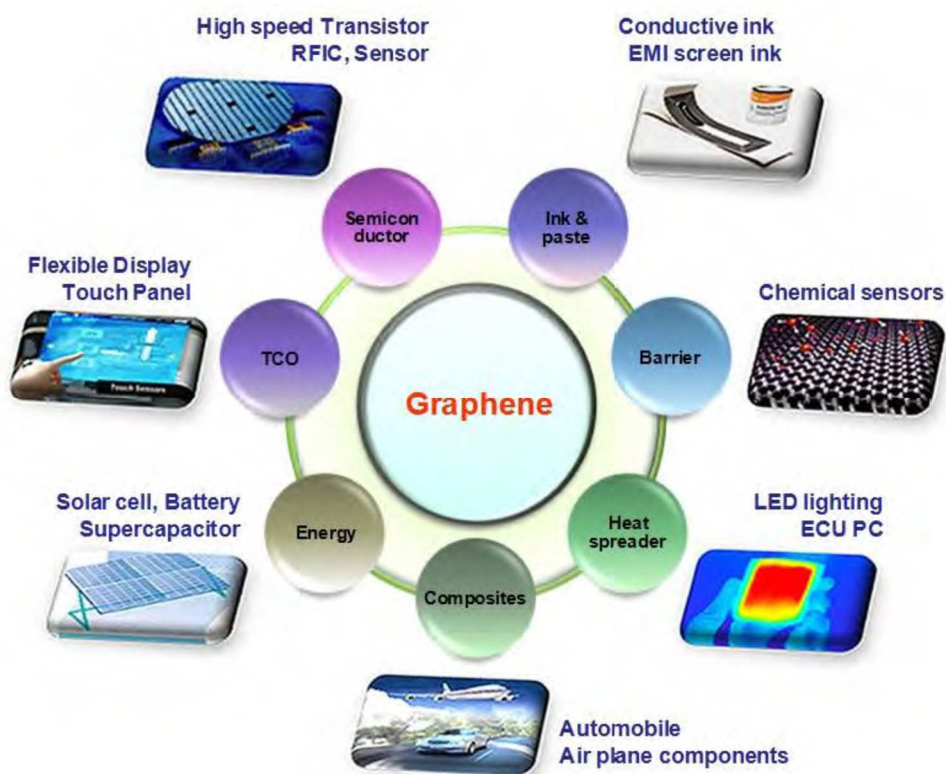 High speed Transistor
RFIC, Sensor
Conductive ink
EMI screen ink
Semicon
ductor
Ink &
paste
Flexible Display
Touch Panel
Chemical sensors
TCO
Barrier
Touch Sensors
Graphene
Solar cell, Battery
Supercapacitor
LED lighting
ECU PC
Energy
Heat
spreader
Composites
Automobile
Air plane components